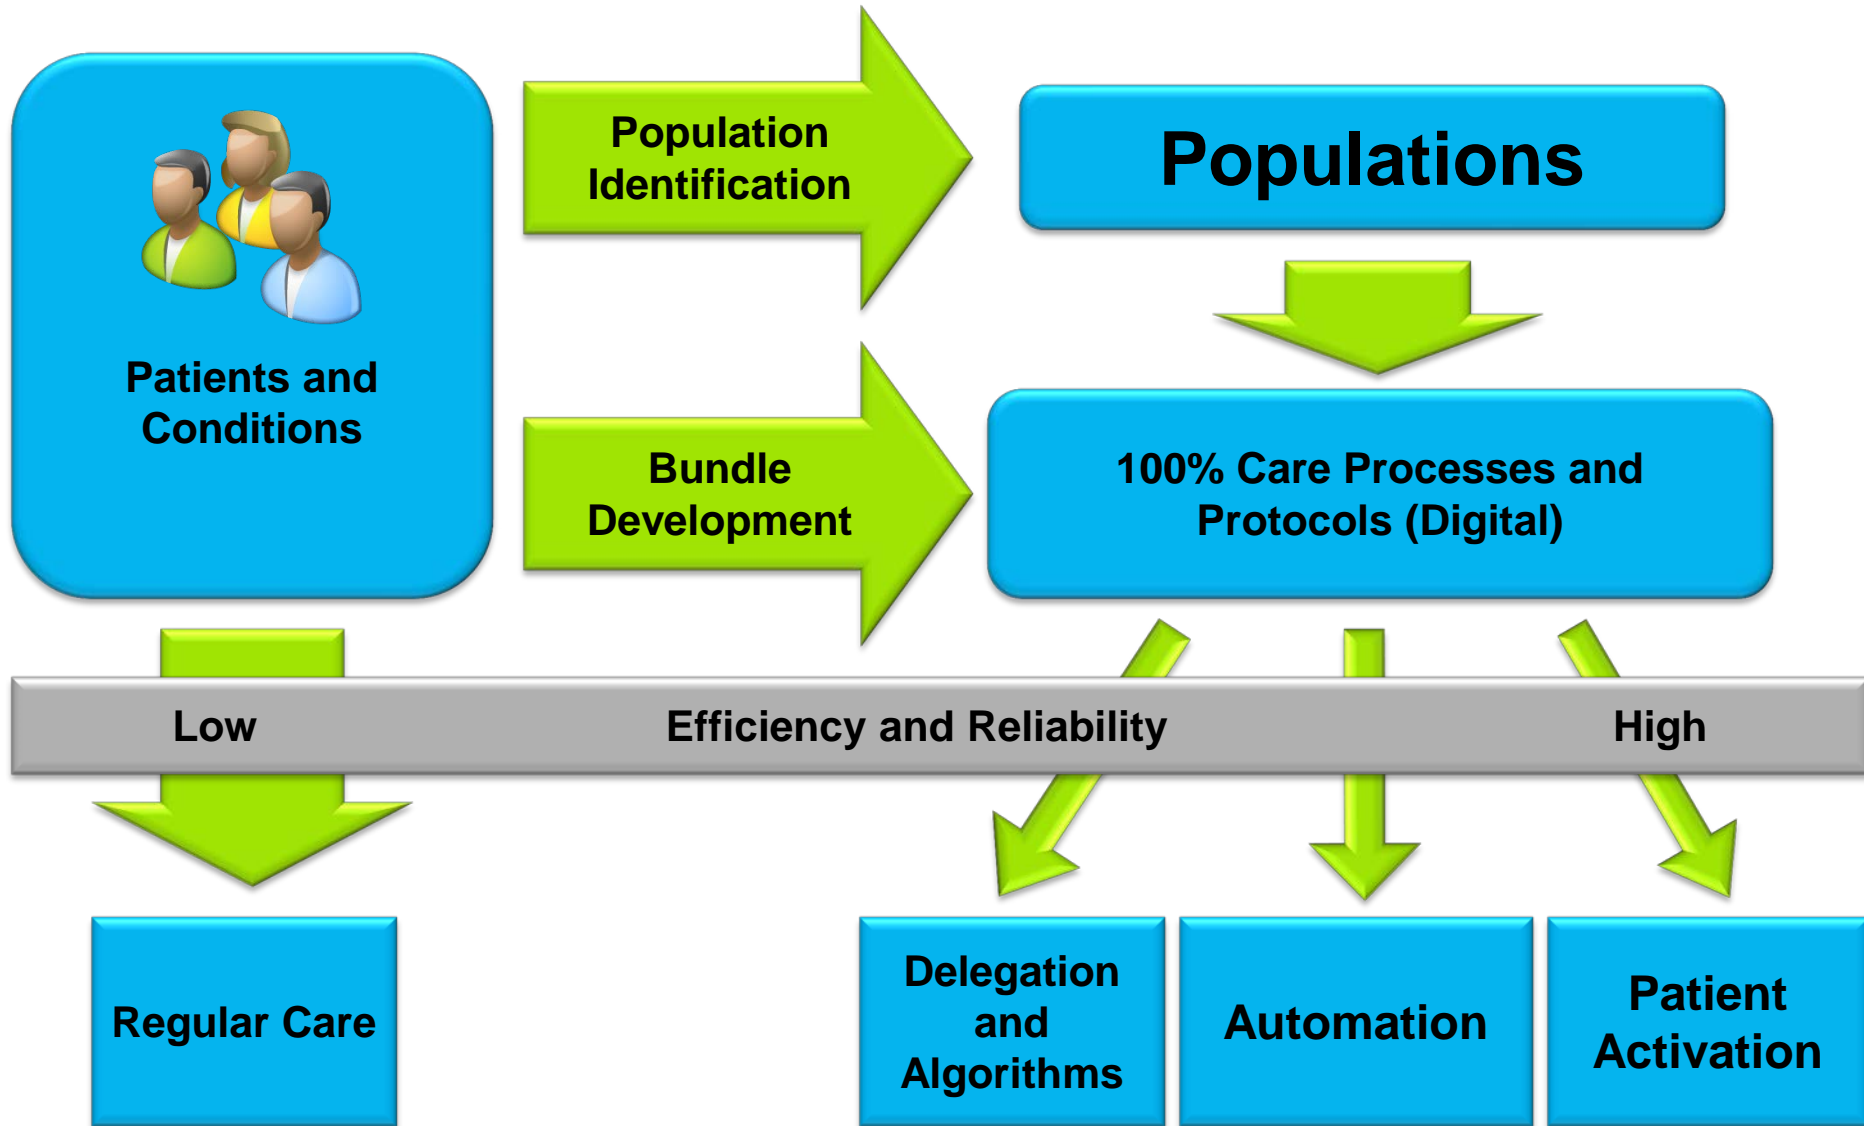 Population
Identification
Populations
Patients and
Conditions
Bundle
Development
100% Care Processes and
Protocols (Digital)
Low
Efficiency and Reliability
High
Regular Care
Delegation
and
Algorithms
Automation
Patient
Activation